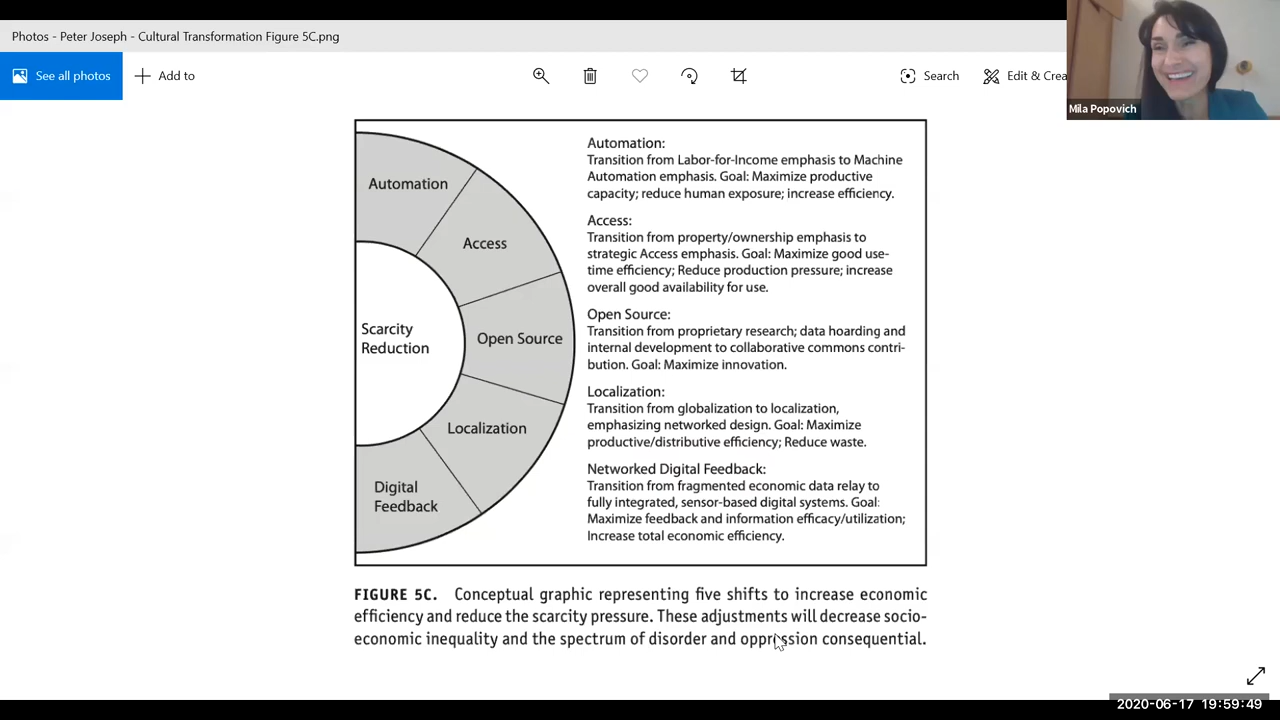 Photos - Peter Joseph - Cultural Transformation Figure 5C.png
See all photos
Add to
Search
Edit & Crea
Mila Popovich
Automation
Access
Open Source
Localization
Digital
Feedback
Scarcity
Reduction
Automation:
Transition from Labor-for-Income emphasis to Machine
Automation emphasis. Goal: Maximize productive
capacity; reduce human exposure; increase efficiency.
Access:
Transition from property/ownership emphasis to
strategic Access emphasis. Goal: Maximize good use-
time efficiency; Reduce production pressure; increase
overall good availability for use.
Open Source:
Transition from proprietary research; data hoarding and
internal development to collaborative commons contri-
bution. Goal: Maximize innovation.
Localization:
Transition from globalization to localization,
emphasizing networked design. Goal: Maximize
productive/distributive efficiency; Reduce waste.
Networked Digital Feedback:
Transition from fragmented economic data relay to
fully integrated, sensor-based digital systems. Goal:
Maximize feedback and information efficacy/utilization;
Increase total economic efficiency.
FIGURE 5C. Conceptual graphic representing five shifts to increase economic
efficiency and reduce the scarcity pressure. These adjustments will decrease socio-
economic inequality and the spectrum of disorder and oppression consequential.
2020-06-17 19:59:49